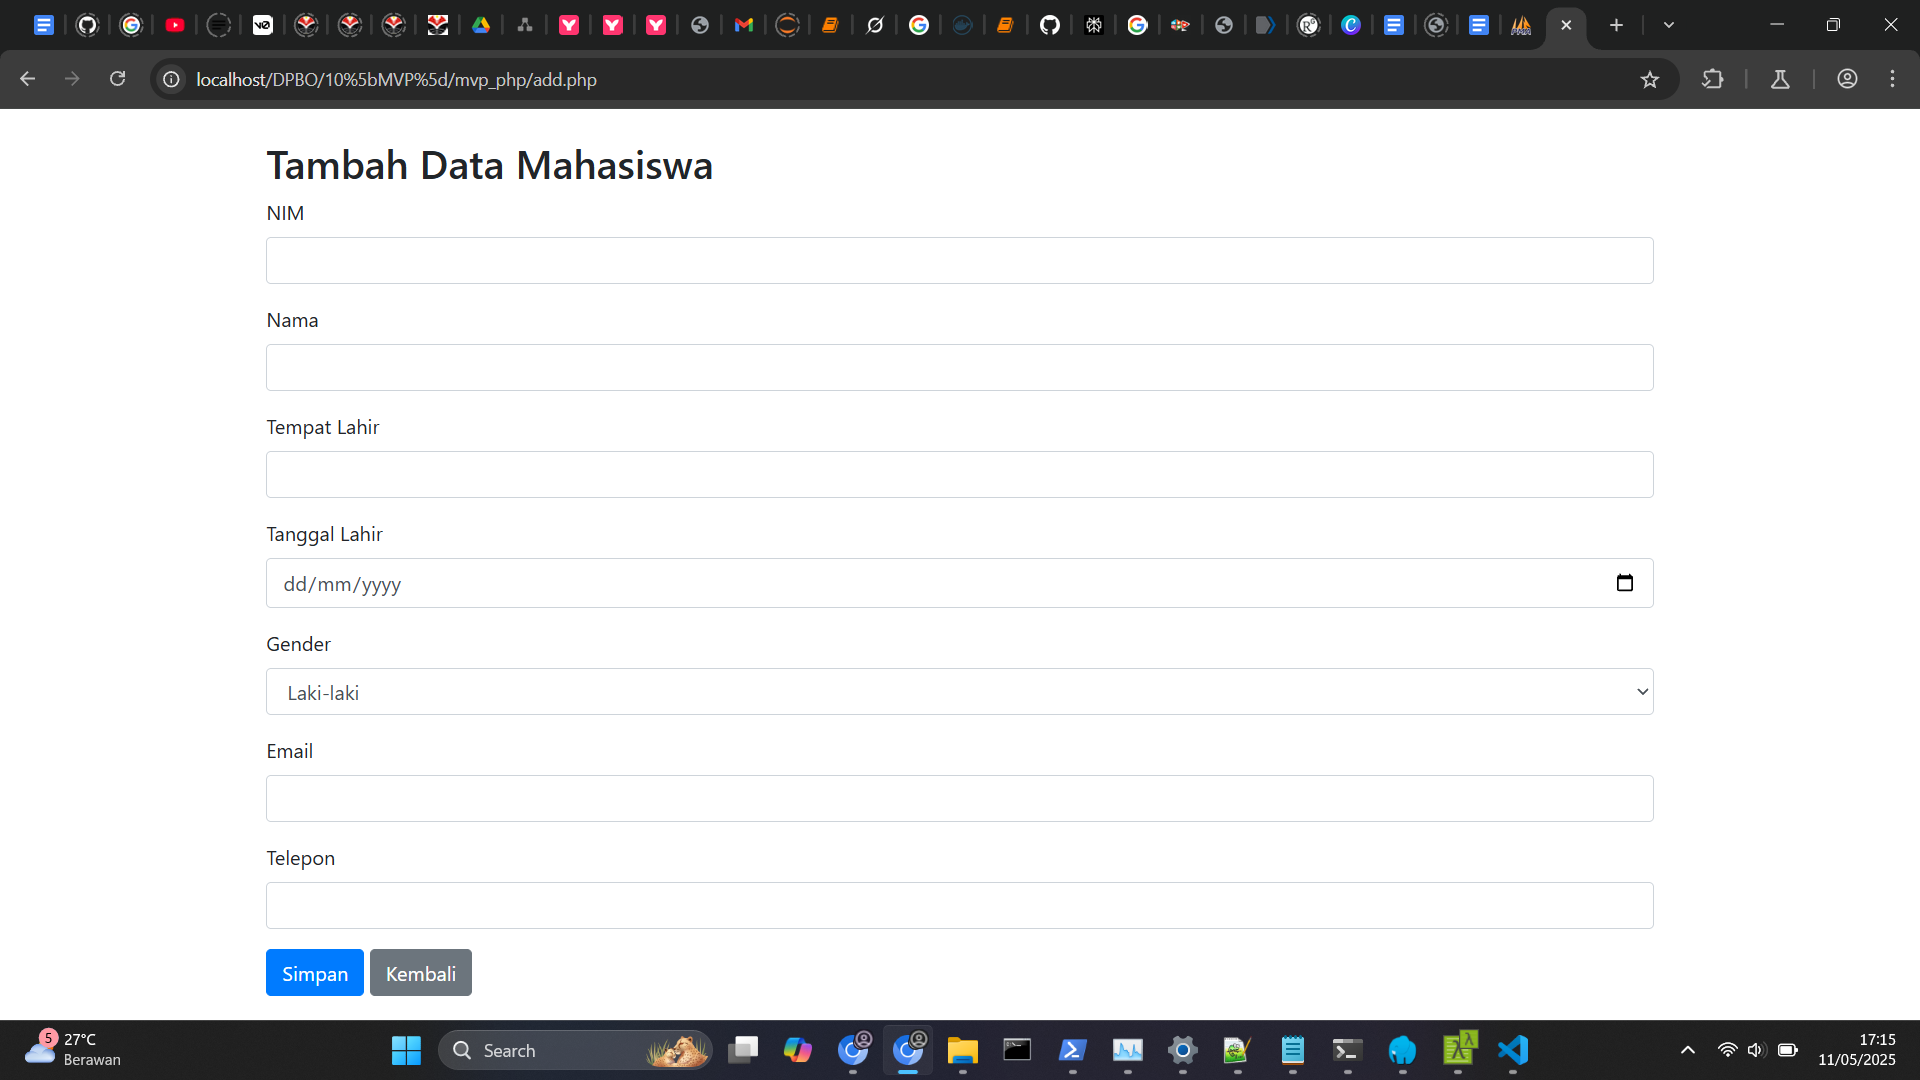 localhost/DPBO/10%5bMVP%5d/mvp_php/add.php
Tambah Data Mahasiswa
NIM
Nama
Tempat Lahir
Tanggal Lahir
dd/mm/yyyy
Gender
Laki-laki
Email
Telepon
Simpan Kembali
5
27°C
Berawan
Search
17:15
11/05/2025